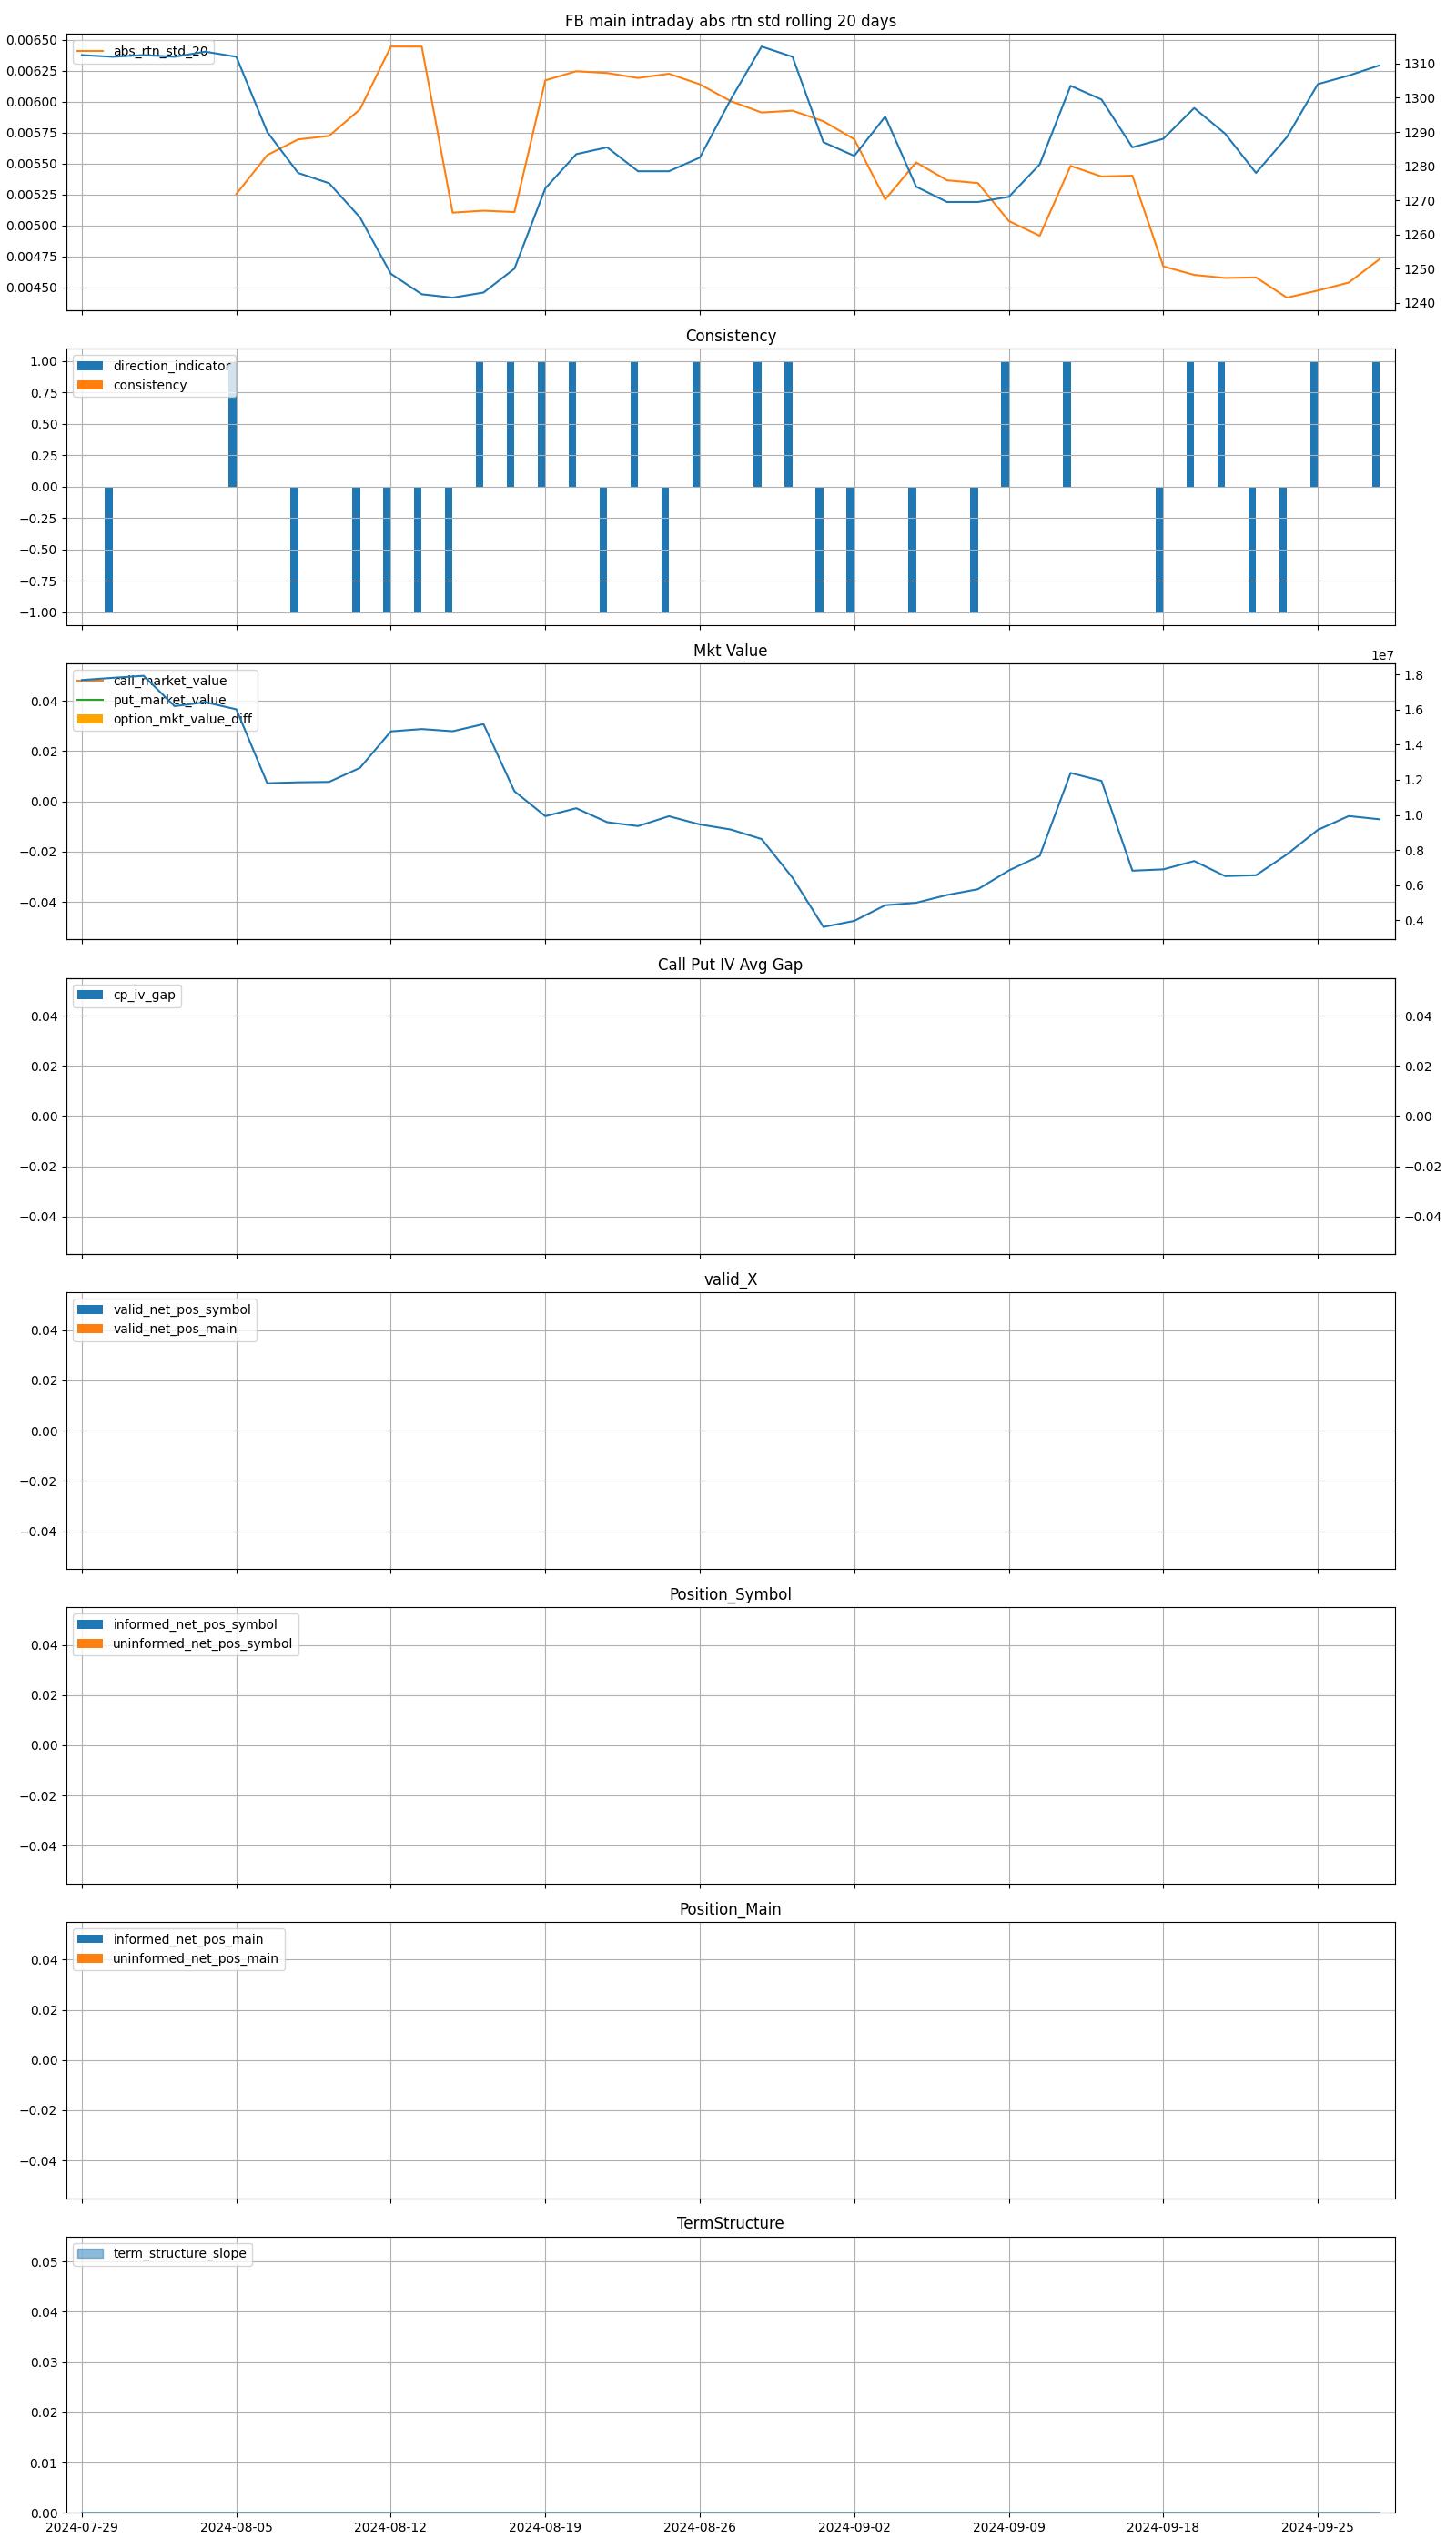 FB main intraday abs rtn std rolling 20 days
abs_rtn_std_20
0.00650
0.00625
0.00600
0.00575
0.00550
0.00525
0.00500
0.00475
0.00450
1310
1300
1290
1280
1270
1260
1250
1240
Consistency
direction_indicator
consistency
1.00
0.75
0.50
0.25
0.00
−0.25
−0.50
−0.75
−1.00
Mkt Value
1e7
call_market_value
put_market_value
option_mkt_value_diff
0.04
0.02
0.00
−0.02
−0.04
1.8
1.6
1.4
1.2
1.0
0.8
0.6
0.4
Call Put IV Avg Gap
cp_iv_gap
0.04
0.02
0.00
−0.02
−0.04
0.04
0.02
0.00
−0.02
−0.04
valid_X
valid_net_pos_symbol
valid_net_pos_main
0.04
0.02
0.00
−0.02
−0.04
Position_Symbol
informed_net_pos_symbol
uninformed_net_pos_symbol
0.04
0.02
0.00
−0.02
−0.04
Position_Main
informed_net_pos_main
uninformed_net_pos_main
0.04
0.02
0.00
−0.02
−0.04
TermStructure
term_structure_slope
0.05
0.04
0.03
0.02
0.01
0.00
2024-07-29 2024-08-05 2024-08-12 2024-08-19 2024-08-26 2024-09-02 2024-09-09 2024-09-18 2024-09-25